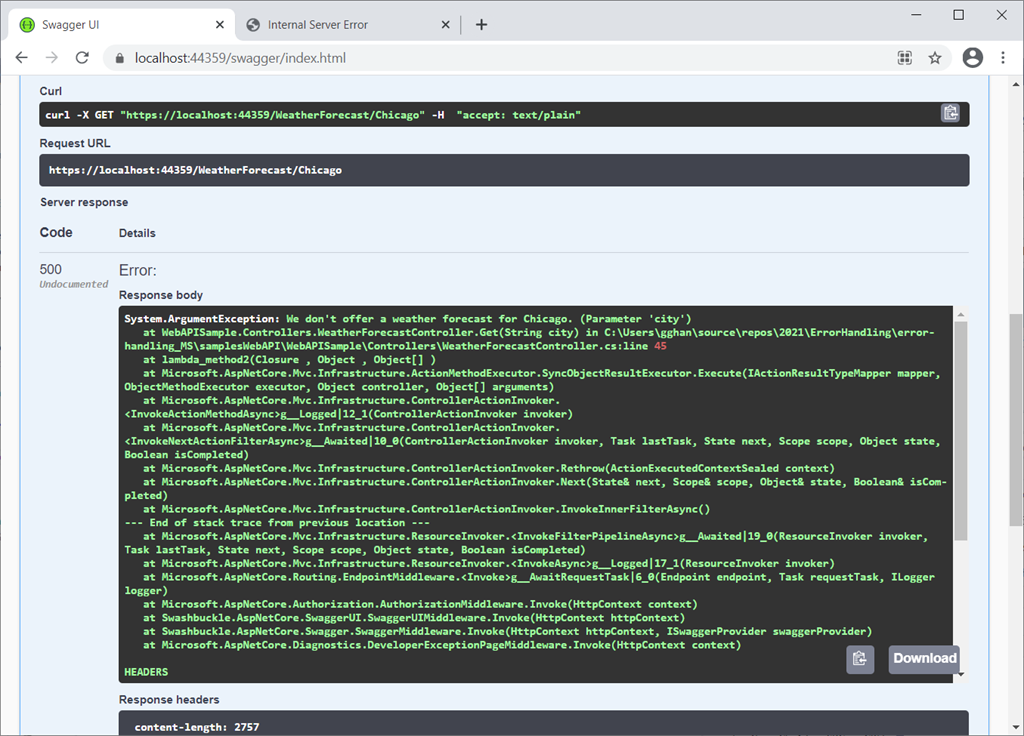 Swagger UI
Internal Server Error
localhost:44359/swagger/index.html
Curl
curl -X GET "https://localhost:44359/WeatherForecast/Chicago" -H  "accept: text/plain"
Request URL
https://localhost:44359/WeatherForecast/Chicago
Server response
Code Details
500 Error:
Undocumented
Response body
System.ArgumentException: We don't offer a weather forecast for Chicago. (Parameter 'city')
   at WebAPISample.Controllers.WeatherForecastController.Get(String city) in C:\Users\gghan\source\repos\2021\ErrorHandling\error-
handling_MS\samplesWebAPI\WebAPISample\Controllers\WeatherForecastController.cs:line 45
   at lambda_method2(Closure , Object , Object[] )
   at Microsoft.AspNetCore.Mvc.Infrastructure.ActionMethodExecutor.SyncObjectResultExecutor.Execute(IActionResultTypeMapper mapper,
ObjectMethodExecutor executor, Object controller, Object[] arguments)
   at Microsoft.AspNetCore.Mvc.Infrastructure.ControllerActionInvoker.
<InvokeActionMethodAsync>g__Logged|12_1(ControllerActionInvoker invoker)
   at Microsoft.AspNetCore.Mvc.Infrastructure.ControllerActionInvoker.
<InvokeNextActionFilterAsync>g__Awaited|10_0(ControllerActionInvoker invoker, Task lastTask, State next, Scope scope, Object state,
Boolean isCompleted)
   at Microsoft.AspNetCore.Mvc.Infrastructure.ControllerActionInvoker.Rethrow(ActionExecutedContextSealed context)
   at Microsoft.AspNetCore.Mvc.Infrastructure.ControllerActionInvoker.Next(State& next, Scope& scope, Object& state, Boolean& isCom-
pleted)
   at Microsoft.AspNetCore.Mvc.Infrastructure.ControllerActionInvoker.InvokeInnerFilterAsync()
--- End of stack trace from previous location ---
   at Microsoft.AspNetCore.Mvc.Infrastructure.ResourceInvoker.<InvokeFilterPipelineAsync>g__Awaited|19_0(ResourceInvoker invoker,
Task lastTask, State next, Scope scope, Object state, Boolean isCompleted)
   at Microsoft.AspNetCore.Mvc.Infrastructure.ResourceInvoker.<InvokeAsync>g__Logged|17_1(ResourceInvoker invoker)
   at Microsoft.AspNetCore.Routing.EndpointMiddleware.<Invoke>g__AwaitRequestTask|6_0(Endpoint endpoint, Task requestTask, ILogger
logger)
   at Microsoft.AspNetCore.Authorization.AuthorizationMiddleware.Invoke(HttpContext context)
   at Swashbuckle.AspNetCore.SwaggerUI.SwaggerUIMiddleware.Invoke(HttpContext httpContext)
   at Swashbuckle.AspNetCore.Swagger.SwaggerMiddleware.Invoke(HttpContext httpContext, ISwaggerProvider swaggerProvider)
   at Microsoft.AspNetCore.Diagnostics.DeveloperExceptionPageMiddleware.Invoke(HttpContext context)
Download
HEADERS
Response headers
content-length: 2757